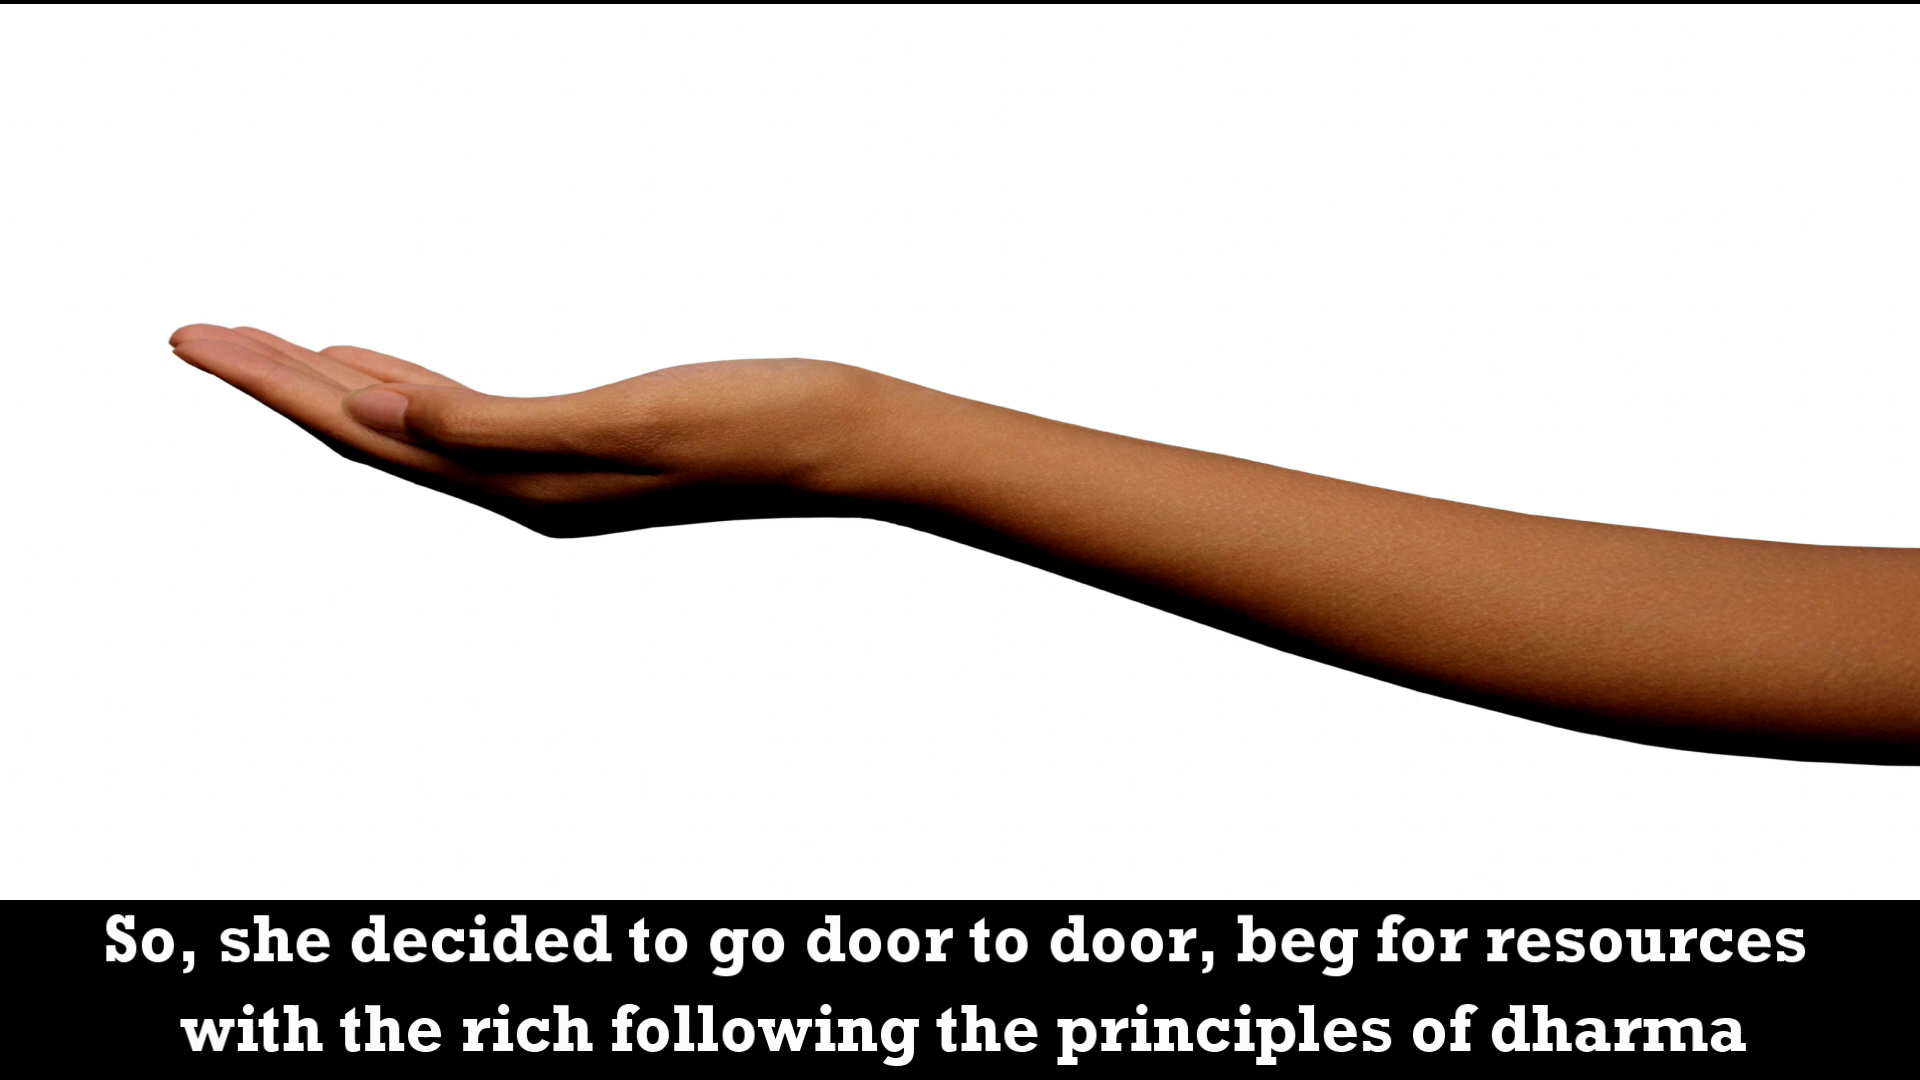 So, she decided to go door to door, beg for resources
with the rich following the principles of dharma